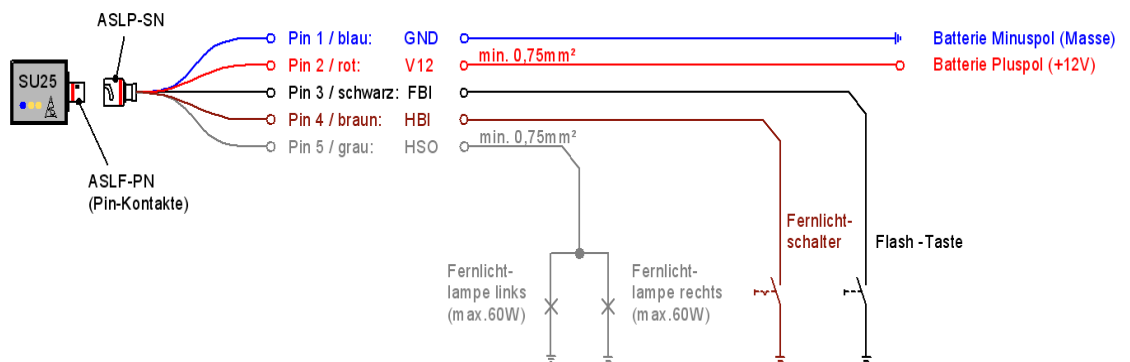 ASLP-SN
Pin 1 / blau: GND Batterie Minuspol (Masse)
Pin 2 / rot: V12 min. 0,75mm² Batterie Pluspol (+12V)
SU25
Pin 3 / schwarz: FBI
Pin 4 / braun: HBI
Pin 5 / grau: HSO min. 0,75mm²
ASLF-PN
(Pin-Kontakte)
Fernlicht-
schalter
Flash -Taste
Fernlicht-
lampe links
(max.60W)
Fernlicht-
lampe rechts
(max.60W)